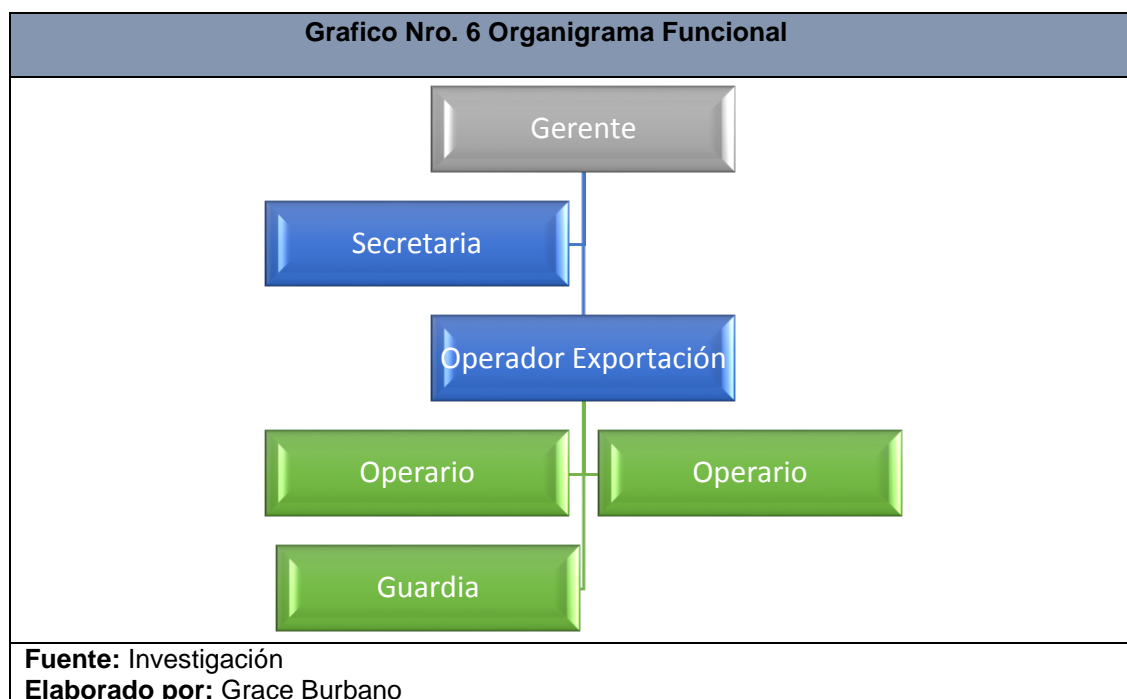 Grafico Nro. 6 Organigrama Funcional
Gerente
Secretaria
Operador Exportación
Operario
Operario
Guardia
Fuente: Investigación
Elaborado por: Grace Burbano